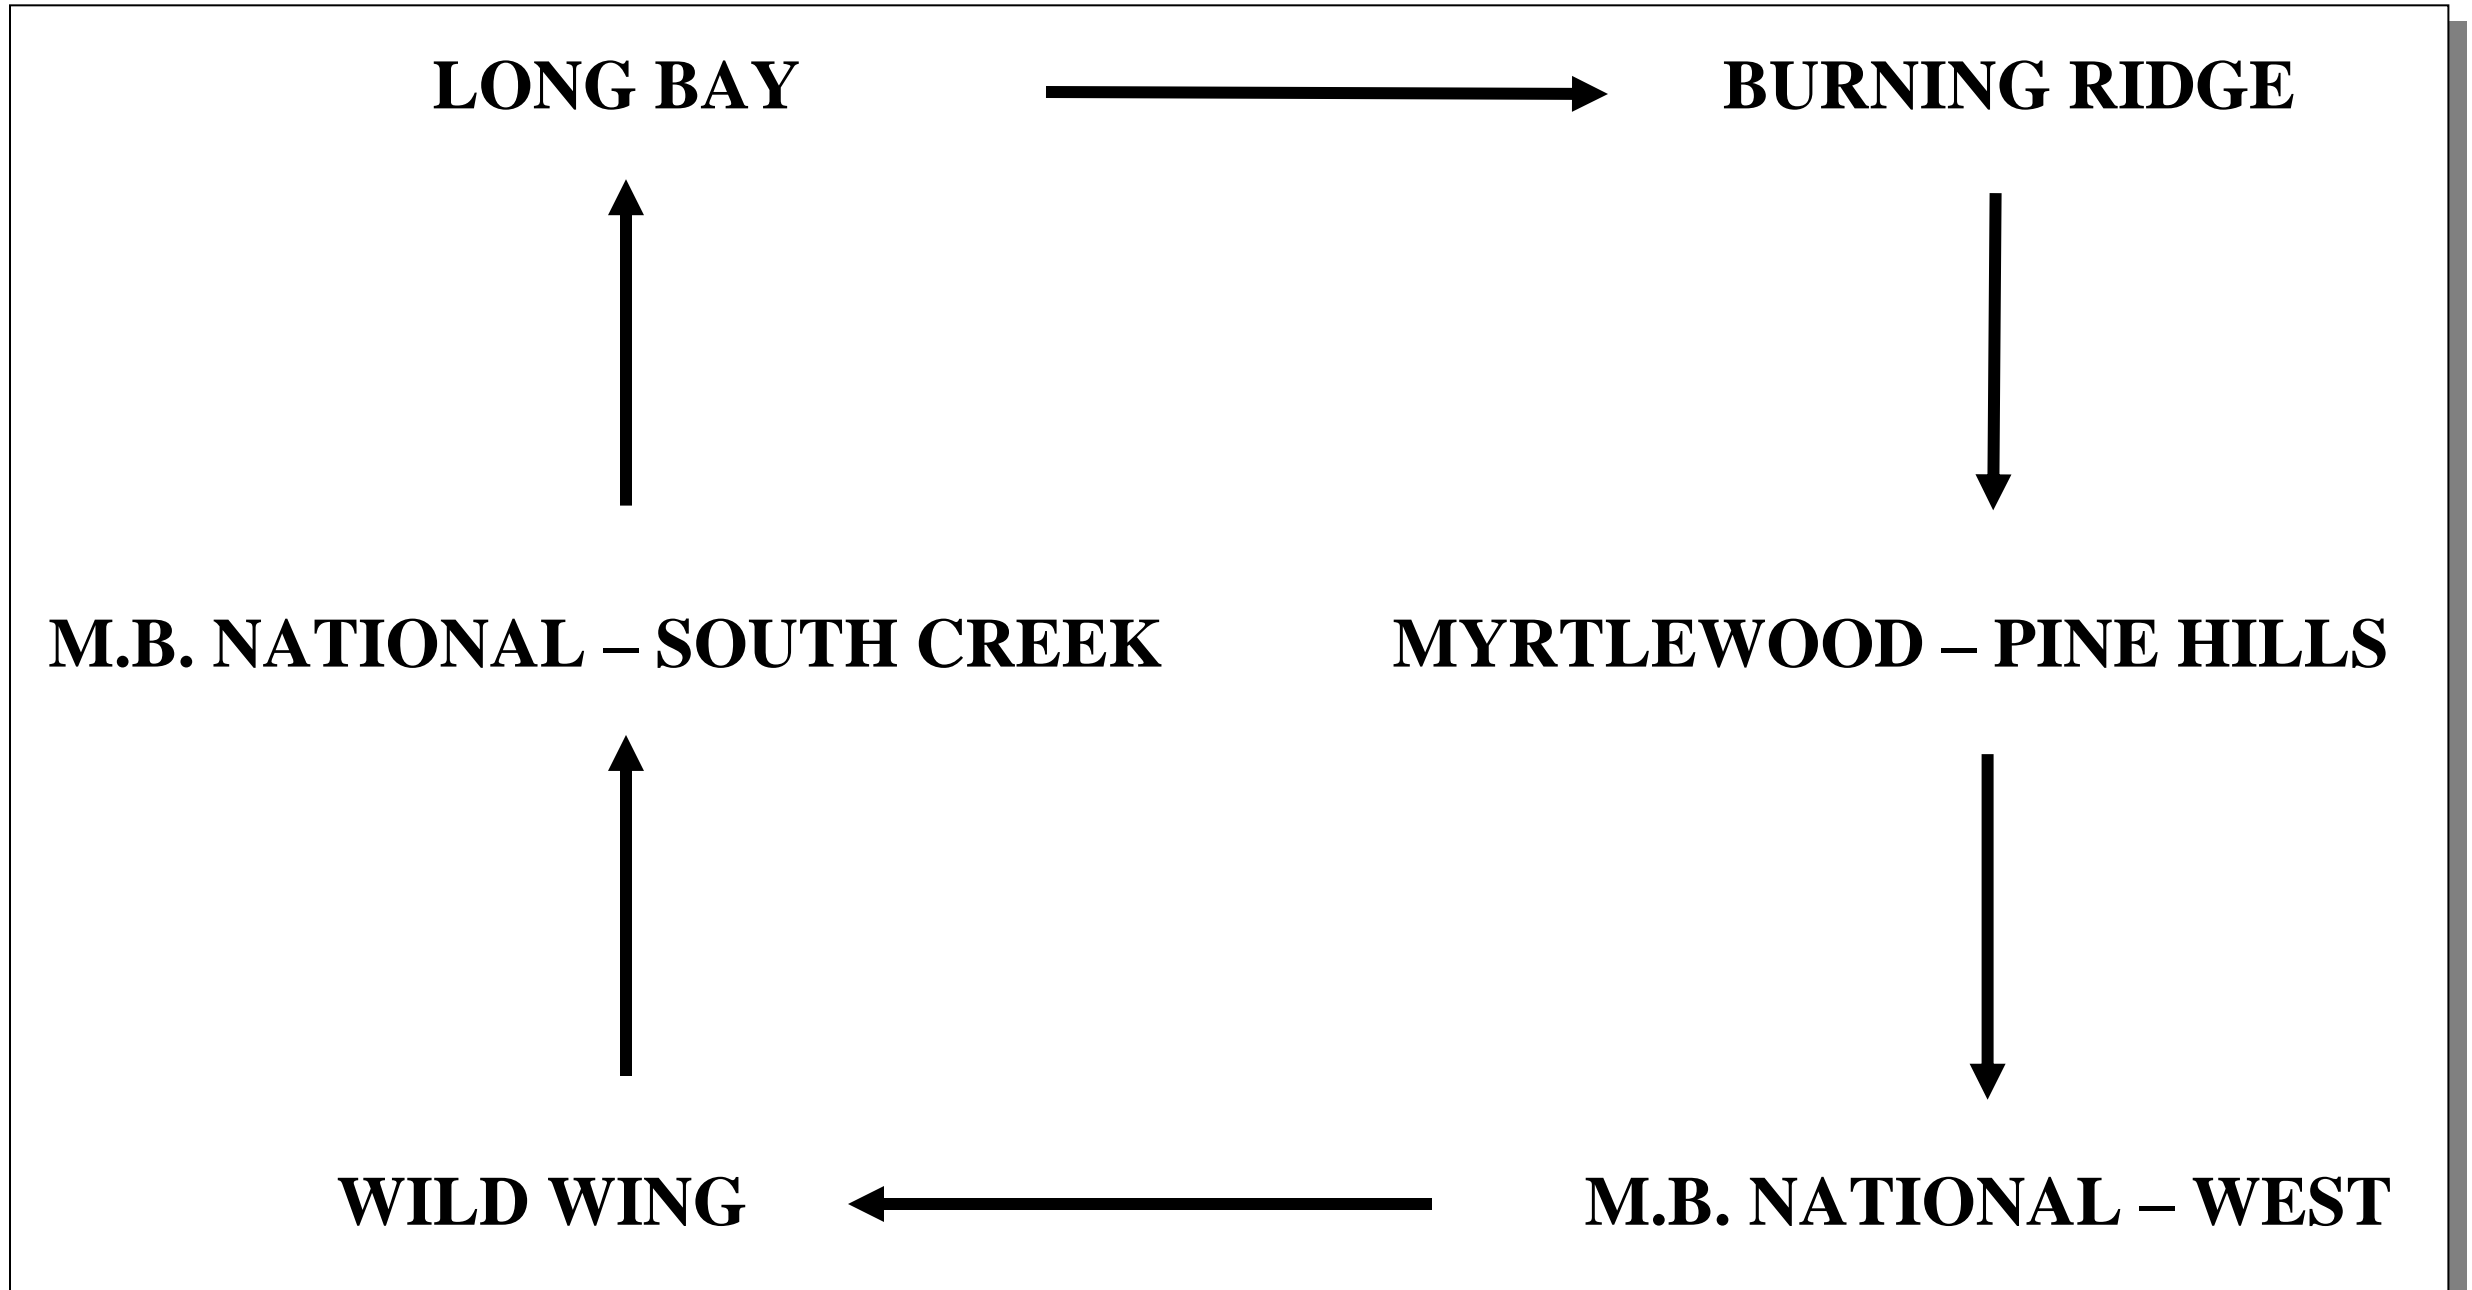 LONG BAY
BURNING RIDGE
M.B. NATIONAL – SOUTH CREEK
MYRTLEWOOD – PINE HILLS
WILD WING
M.B. NATIONAL – WEST